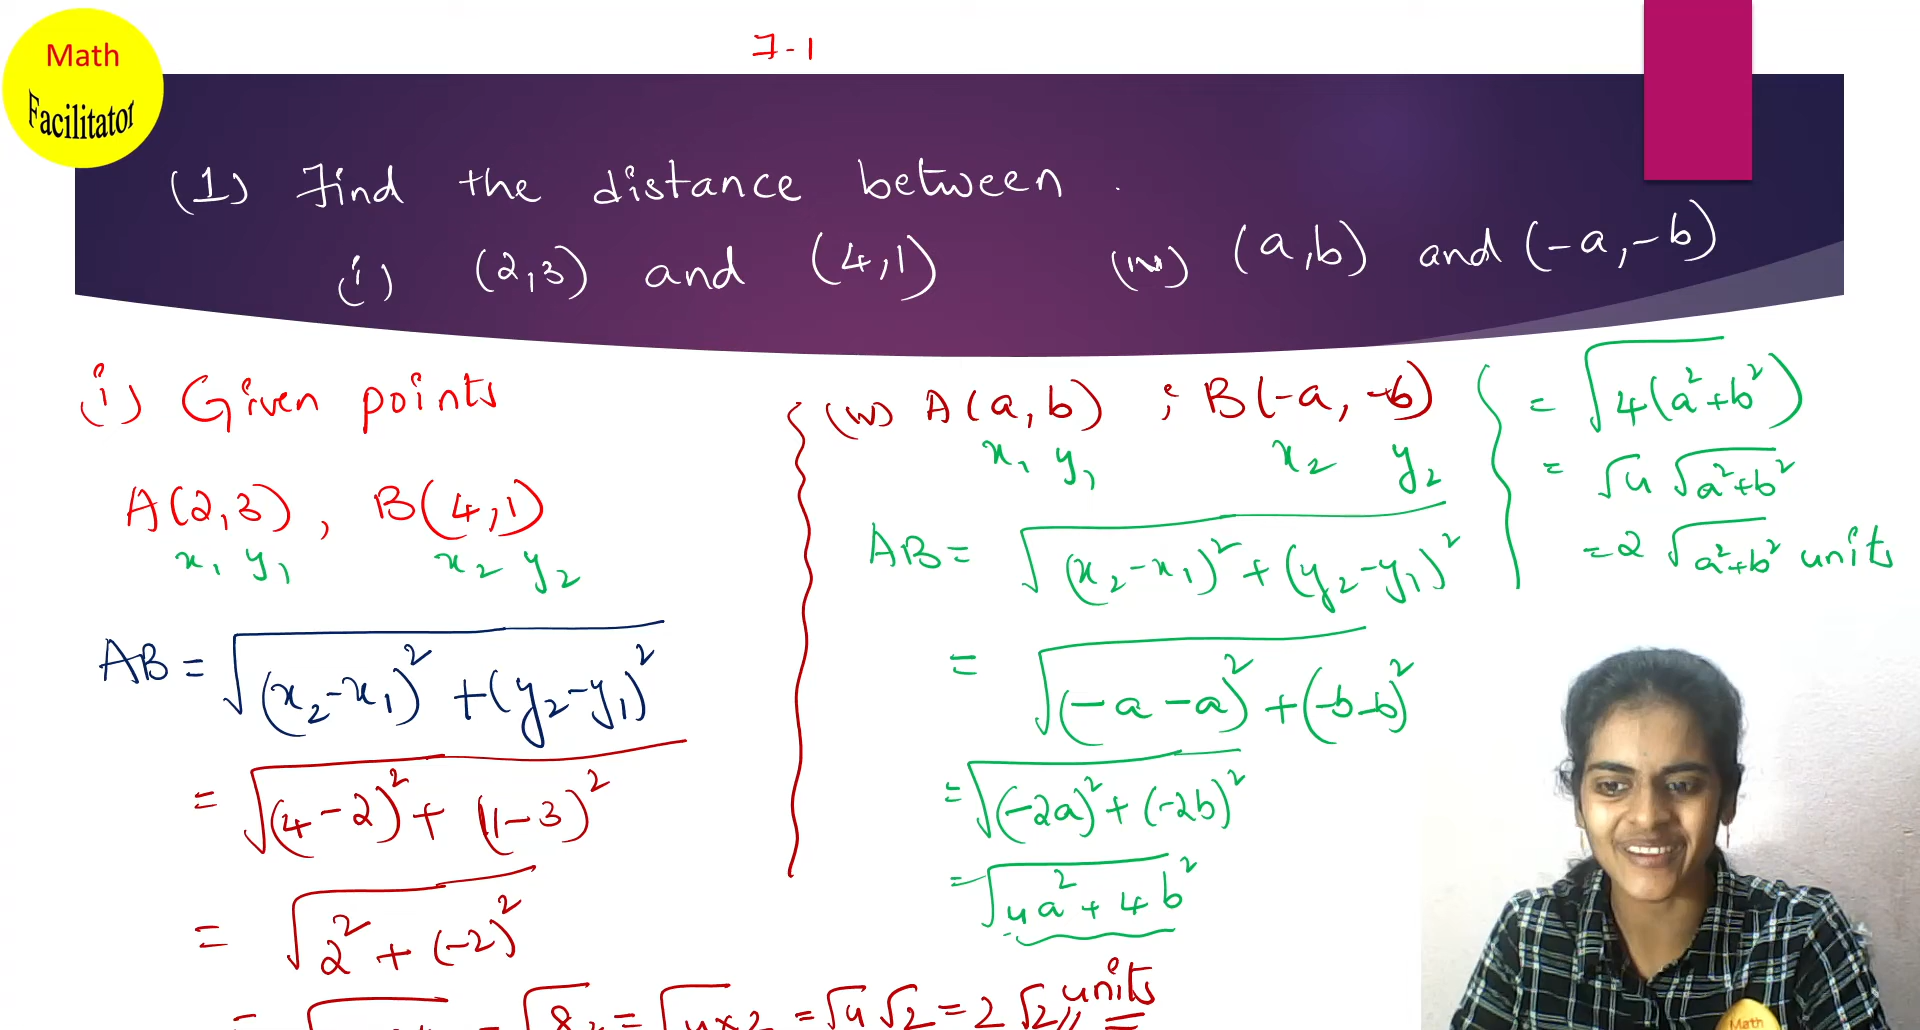 Math
Facilitator
7-1
(1) Find the distance between
(i) (2,3) and (4,1)
(iv) (a,b) and (-a,-b)
(i) Given points
A(2,3), B(4,1)
x₁ y₁ x₂ y₂
AB = √((x₂-x₁)² + (y₂-y₁)²)
= √((4-2)² + (1-3)²)
= √(2² + (-2)²)
= √8 = √(4×2) = √4 √2 = 2√2 units
(iv) A(a,b) ; B(-a,-b)
x₁ y₁ x₂ y₂
AB = √((x₂-x₁)² + (y₂-y₁)²)
= √((-a-a)² + (-b-b)²)
= √((-2a)² + (-2b)²)
= √(4a² + 4b²)
= √(4(a²+b²))
= √4 √(a²+b²)
= 2 √(a²+b²) units
Math